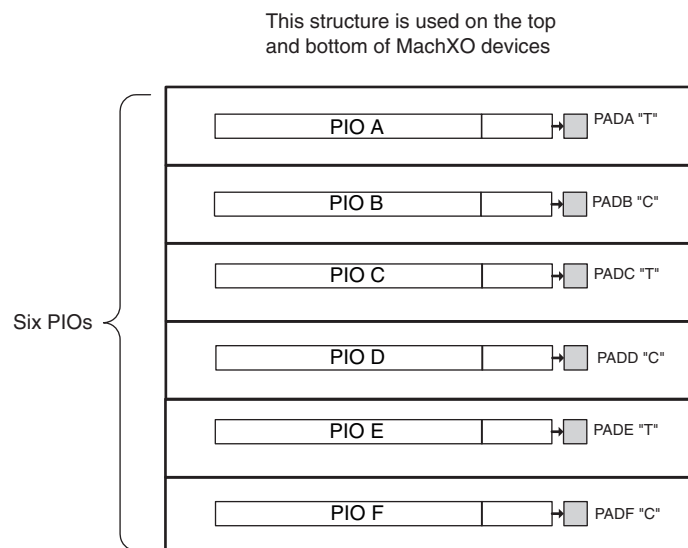 This structure is used on the top
and bottom of MachXO devices
PIO A
PADA "T"
PIO B
PADB "C"
PIO C
PADC "T"
Six PIOs
PIO D
PADD "C"
PIO E
PADE "T"
PIO F
PADF "C"